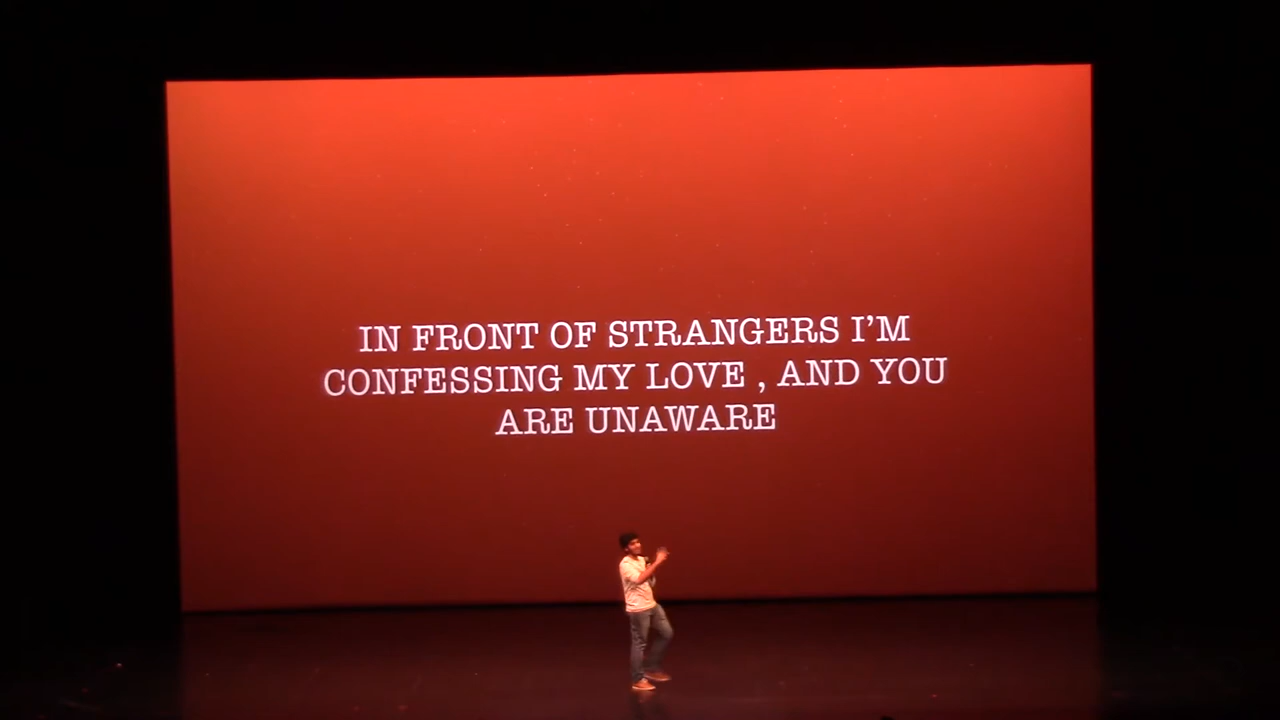 IN FRONT OF STRANGERS I'M
CONFESSING MY LOVE , AND YOU
ARE UNAWARE